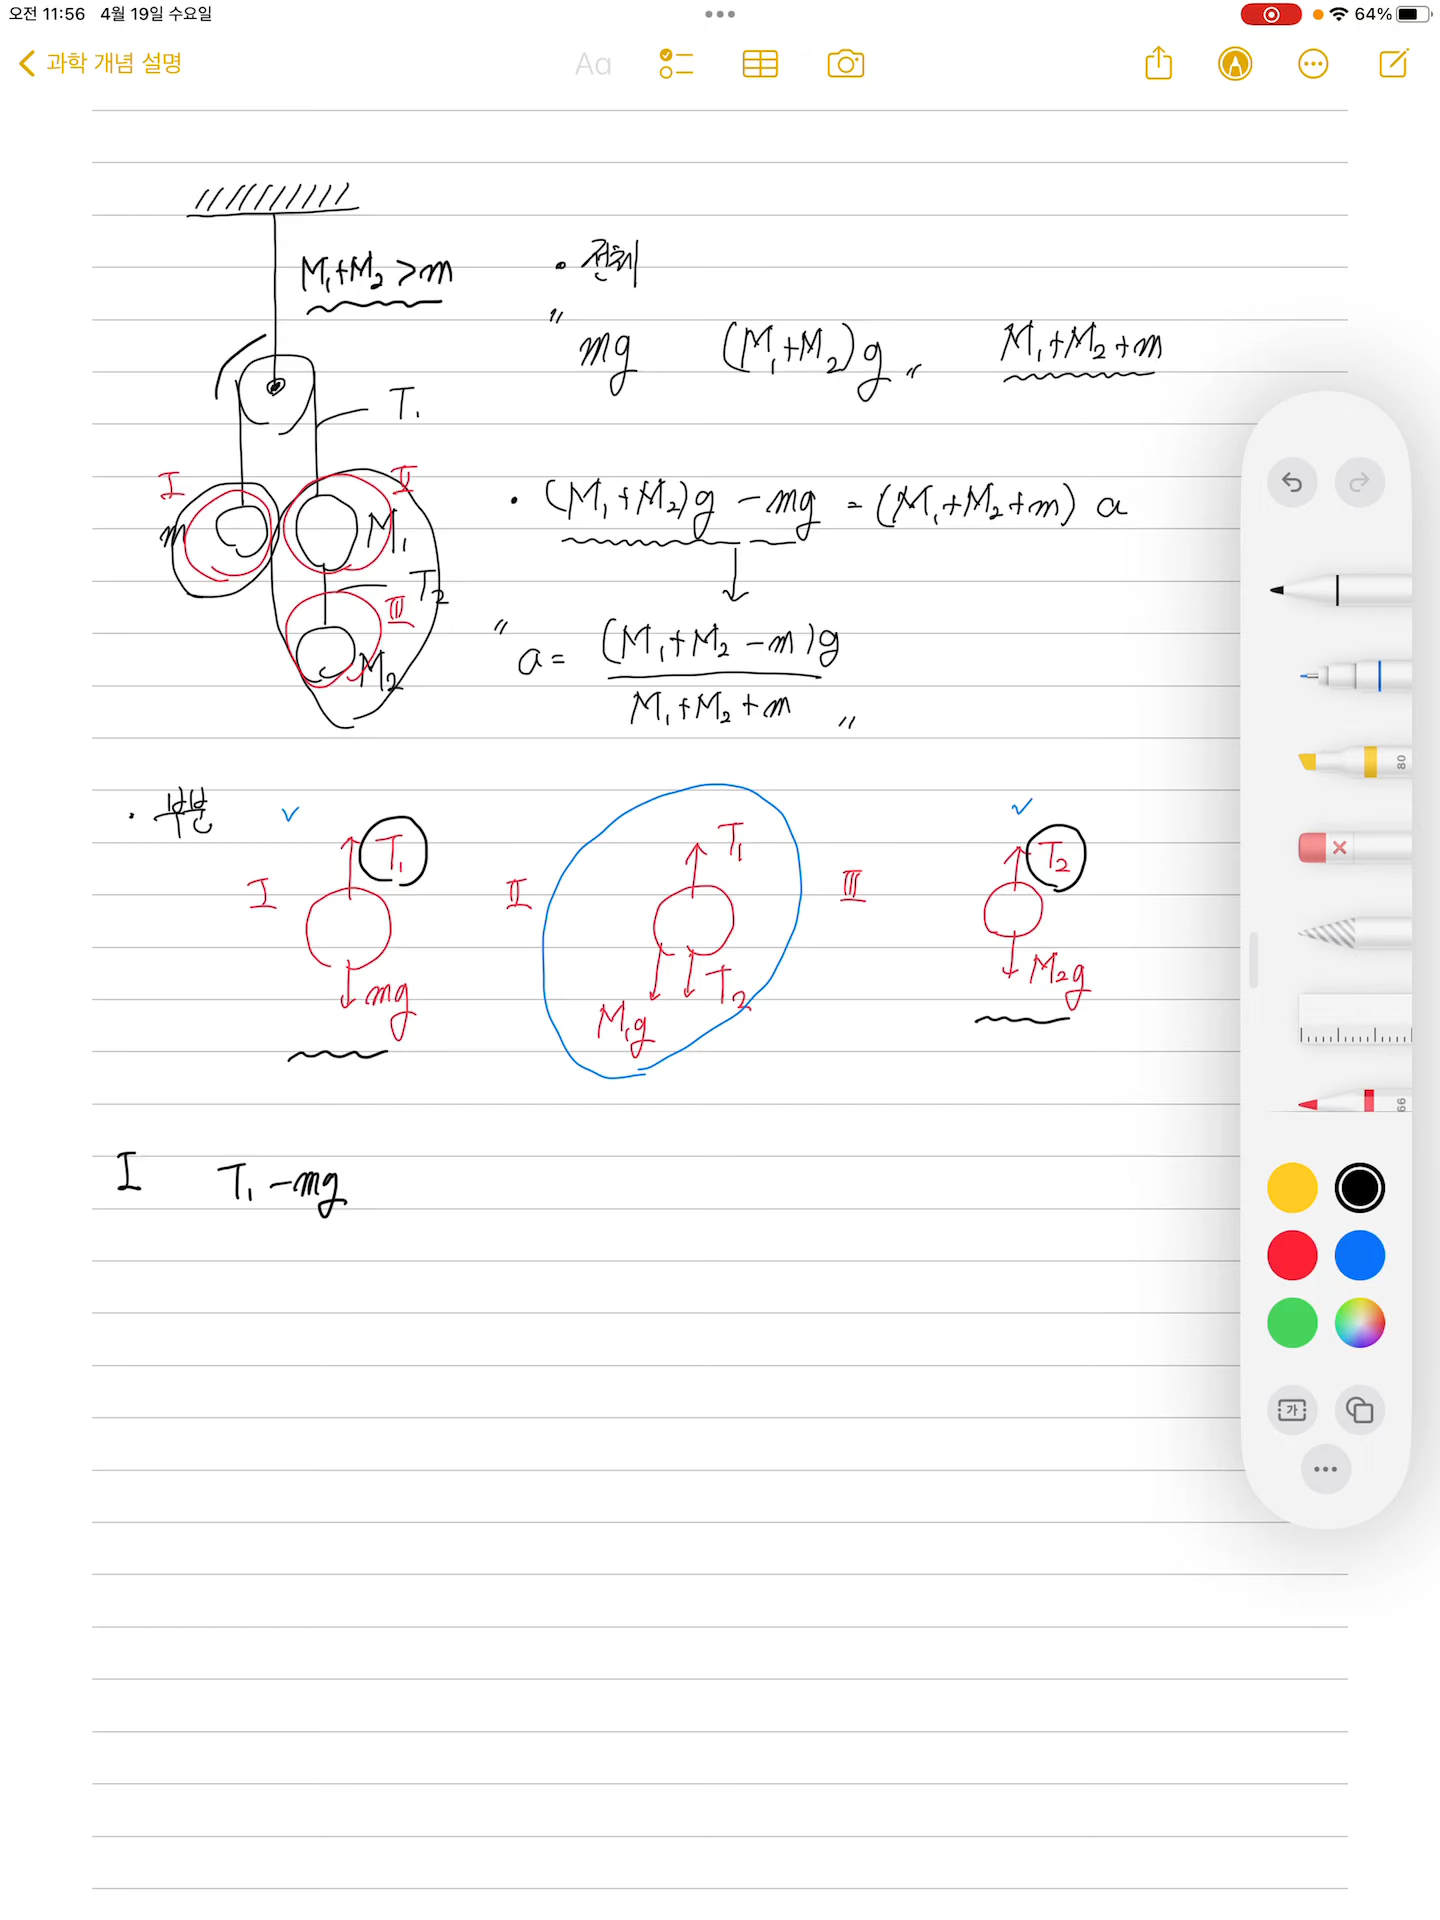 오전 11:56 4월 19일 수요일
64%
과학 개념 설명
Aa
M₁+M₂ > m
• 전체
" mg (M₁+M₂)g " M₁+M₂+m
T₁
I
II
m
M₁
• (M₁+M₂)g - mg = (M₁+M₂+m) a
T₂
III
M₂
" a = (M₁+M₂-m)g
M₁+M₂+m "
80
• 부분
✓
✓
I
T₁
mg
II
T₁
M₁g
T₂
III
T₂
M₂g
99
I T₁ - mg
가